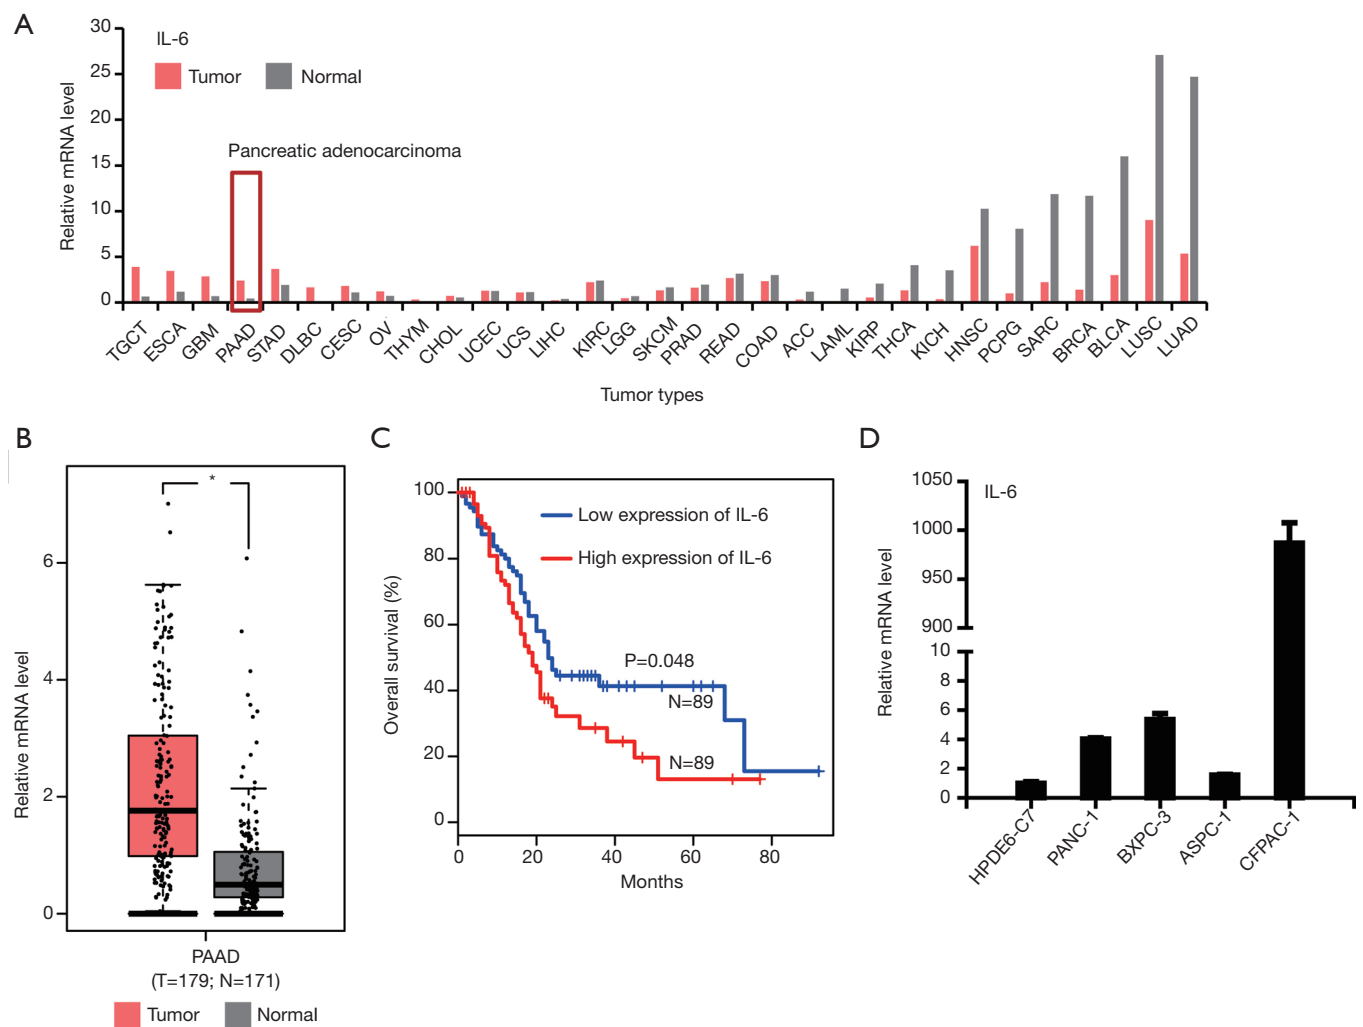 A
30
25
20
15
10
5
0
Relative mRNA level
IL-6
Tumor
Normal
Pancreatic adenocarcinoma
TGCT
ESCA
GBM
PAAD
STAD
DLBC
CESC
OV
THYM
CHOL
UCEC
UCS
LIHC
KIRC
LGG
SKCM
PRAD
READ
COAD
ACC
LAML
KIRP
THCA
KICH
HNSC
PCPG
SARC
BRCA
BLCA
LUSC
LUAD
Tumor types
B
*
6
4
2
0
Relative mRNA level
PAAD
(T=179; N=171)
Tumor
Normal
C
100
80
60
40
20
0
Overall survival (%)
Low expression of IL-6
High expression of IL-6
P=0.048
N=89
N=89
0
20
40
60
80
Months
D
1050
1000
950
900
10
8
6
4
2
0
Relative mRNA level
IL-6
HPDE6-C7
PANC-1
BXPC-3
ASPC-1
CFPAC-1